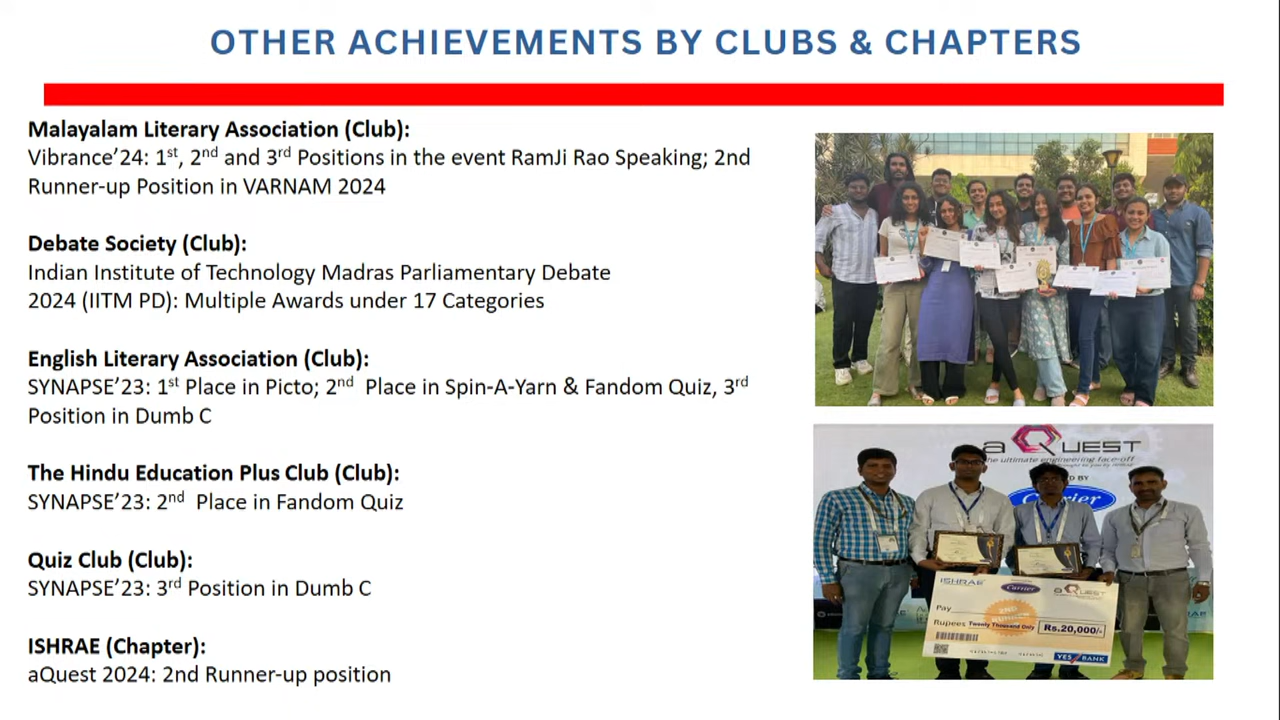 OTHER ACHIEVEMENTS BY CLUBS & CHAPTERS
Malayalam Literary Association (Club):
Vibrance’24: 1st, 2nd and 3rd Positions in the event RamJi Rao Speaking; 2nd
Runner-up Position in VARNAM 2024
Debate Society (Club):
Indian Institute of Technology Madras Parliamentary Debate
2024 (IITM PD): Multiple Awards under 17 Categories
English Literary Association (Club):
SYNAPSE’23: 1st Place in Picto; 2nd Place in Spin-A-Yarn & Fandom Quiz, 3rd
Position in Dumb C
The Hindu Education Plus Club (Club):
SYNAPSE’23: 2nd Place in Fandom Quiz
Quiz Club (Club):
SYNAPSE’23: 3rd Position in Dumb C
ISHRAE (Chapter):
aQuest 2024: 2nd Runner-up position
aQUEST
the ultimate engineering face-off
BY
Carrier
ISHRAE
Carrier
aQUEST
Pay
2ND
RUNNER
Rupees Twenty Thousand Only
Rs.20,000/-
YES BANK